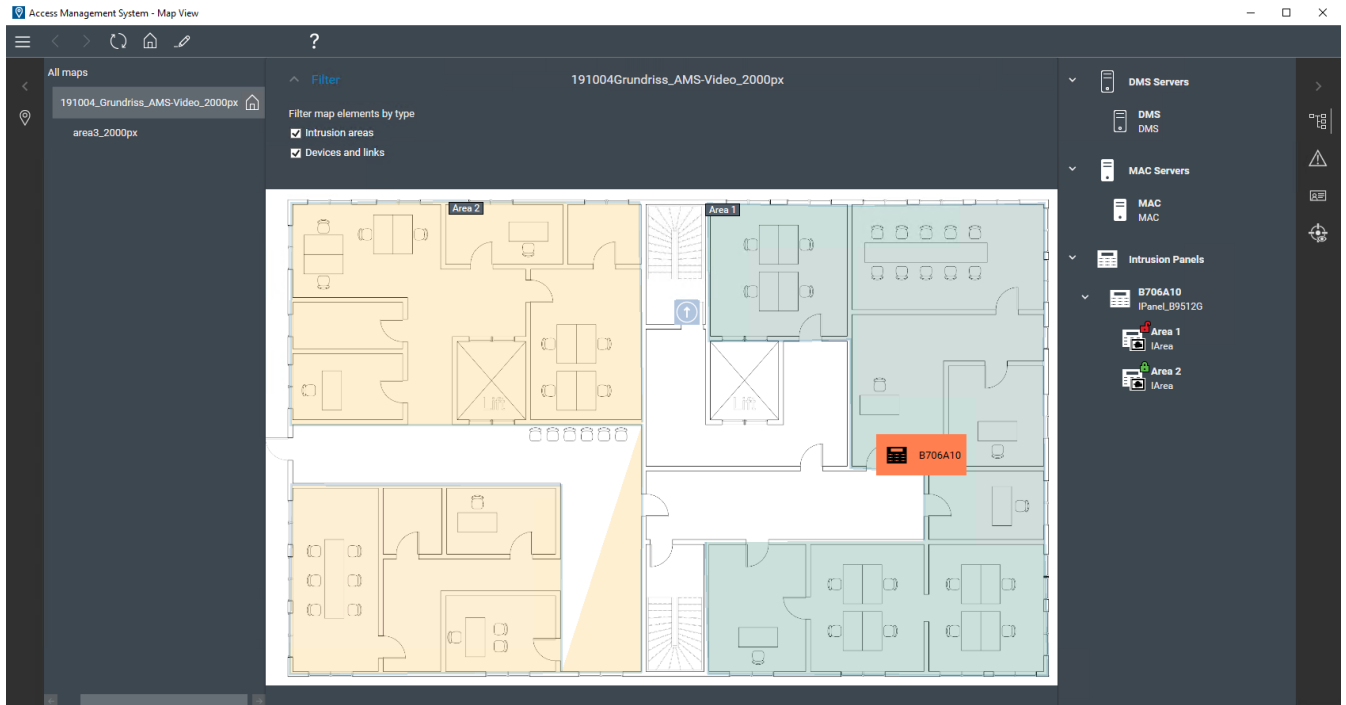 Access Management System - Map View
?
All maps
191004_Grundriss_AMS-Video_2000px
area3_2000px
Filter
191004Grundriss_AMS-Video_2000px
Filter map elements by type
Intrusion areas
Devices and links
Area 2
Area 1
Lift
Lift
B706A10
DMS Servers
DMS
DMS
MAC Servers
MAC
MAC
Intrusion Panels
B706A10
IPanel_B9512G
Area 1
IArea
Area 2
IArea